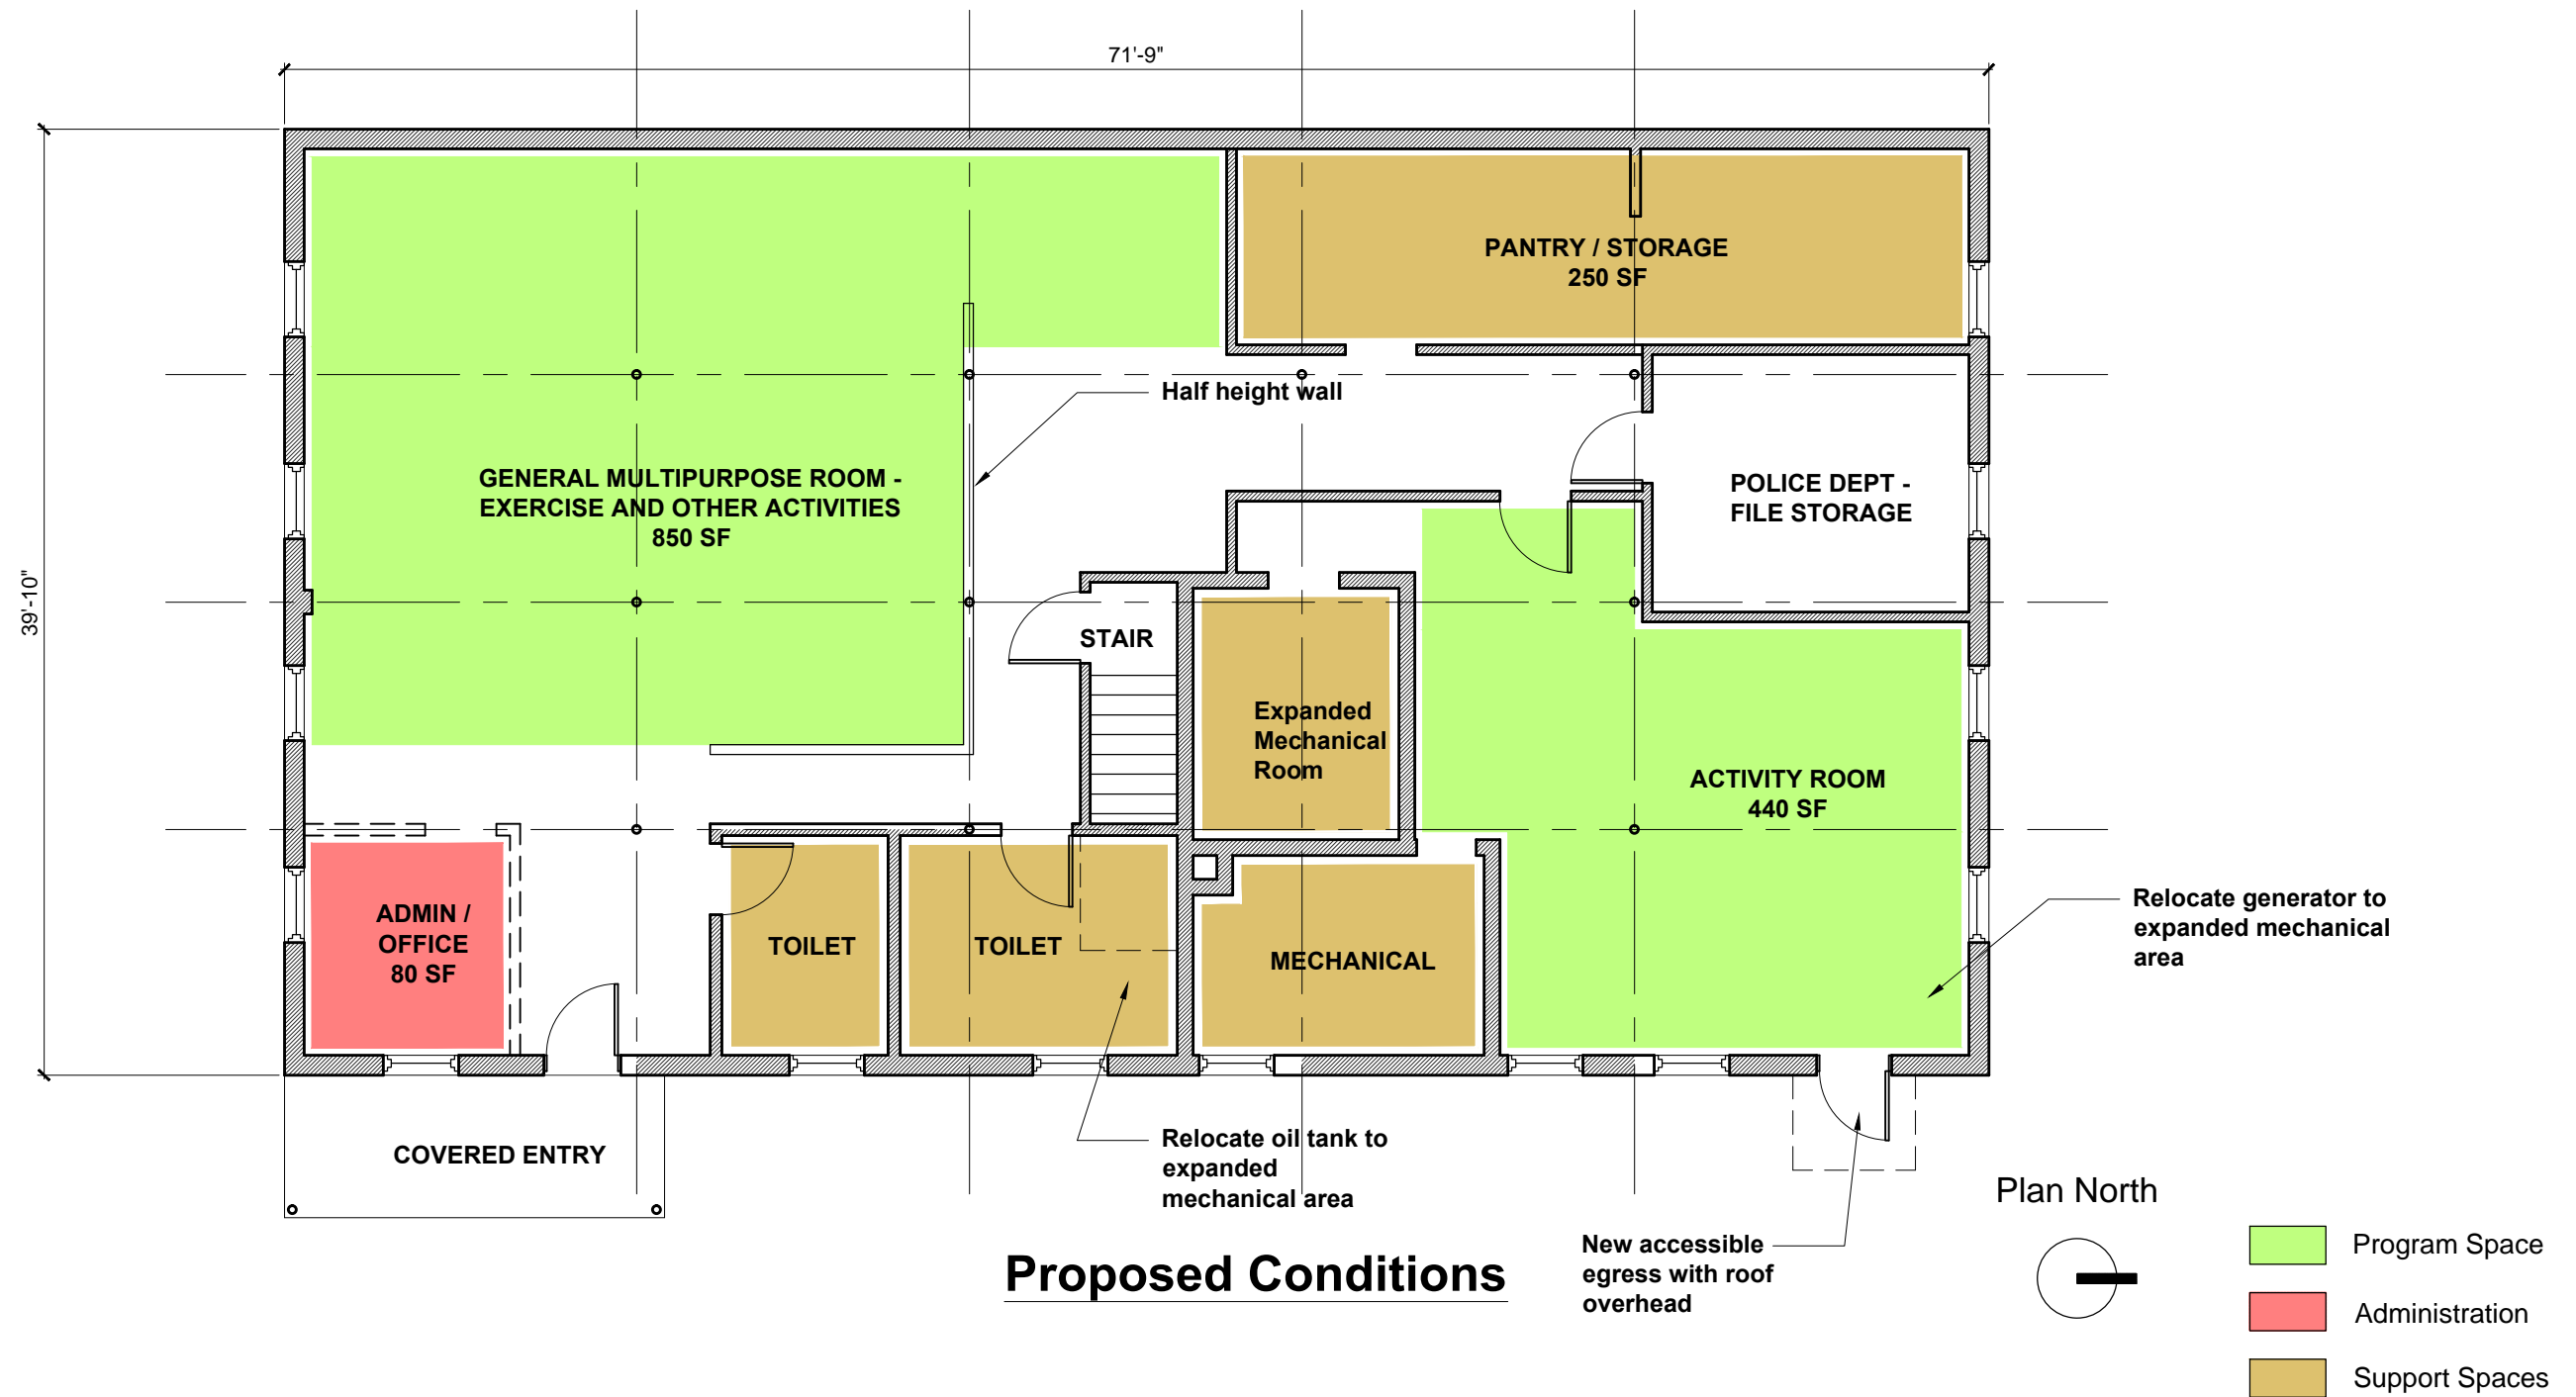 71'-9"
39'-10"
PANTRY / STORAGE
250 SF
Half height wall
GENERAL MULTIPURPOSE ROOM -
EXERCISE AND OTHER ACTIVITIES
850 SF
POLICE DEPT -
FILE STORAGE
STAIR
Expanded
Mechanical
Room
ACTIVITY ROOM
440 SF
ADMIN /
OFFICE
80 SF
TOILET
TOILET
MECHANICAL
Relocate generator to
expanded mechanical
area
COVERED ENTRY
Relocate oil tank to
expanded
mechanical area
New accessible
egress with roof
overhead
Proposed Conditions
Plan North
Program Space
Administration
Support Spaces